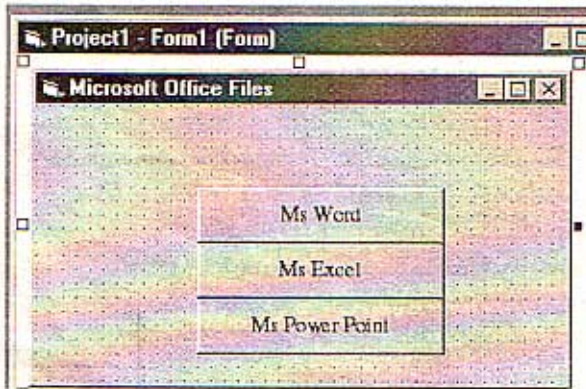 Project1 - Form1 (Form)
Microsoft Office Files
Ms Word
Ms Excel
Ms Power Point